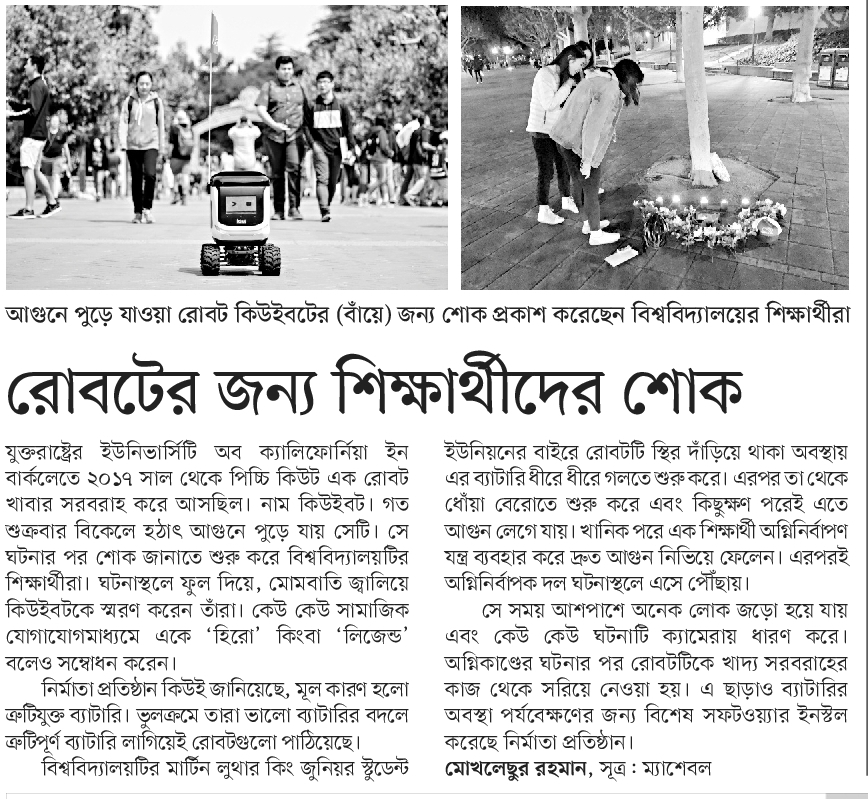 আগুনে পুড়ে যাওয়া রোবট কিউইবটের (বাঁয়ে) জন্য শোক প্রকাশ করেছেন বিশ্ববিদ্যালয়ের শিক্ষার্থীরা
রোবটের জন্য শিক্ষার্থীদের শোক
যুক্তরাষ্ট্রের ইউনিভার্সিটি অব ক্যালিফোর্নিয়া ইন
বার্কলেতে ২০১৭ সাল থেকে পিচ্চি কিউট এক রোবট
খাবার সরবরাহ করে আসছিল। নাম কিউইবট। গত
শুক্রবার বিকেলে হঠাৎ আগুনে পুড়ে যায় সেটি। সে
ঘটনার পর শোক জানাতে শুরু করে বিশ্ববিদ্যালয়টির
শিক্ষার্থীরা। ঘটনাস্থলে ফুল দিয়ে, মোমবাতি জ্বালিয়ে
কিউইবটকে স্মরণ করেন তাঁরা। কেউ কেউ সামাজিক
যোগাযোগমাধ্যমে একে ‘হিরো’ কিংবা ‘লিজেন্ড’
বলেও সম্বোধন করেন।
নির্মাতা প্রতিষ্ঠান কিউই জানিয়েছে, মূল কারণ হলো
ত্রুটিযুক্ত ব্যাটারি। ভুলক্রমে তারা ভালো ব্যাটারির বদলে
ত্রুটিপূর্ণ ব্যাটারি লাগিয়েই রোবটগুলো পাঠিয়েছে।
বিশ্ববিদ্যালয়টির মার্টিন লুথার কিং জুনিয়র স্টুডেন্ট
ইউনিয়নের বাইরে রোবটটি স্থির দাঁড়িয়ে থাকা অবস্থায়
এর ব্যাটারি ধীরে ধীরে গলতে শুরু করে। এরপর তা থেকে
ধোঁয়া বেরোতে শুরু করে এবং কিছুক্ষণ পরেই এতে
আগুন লেগে যায়। খানিক পরে এক শিক্ষার্থী অগ্নিনির্বাপণ
যন্ত্র ব্যবহার করে দ্রুত আগুন নিভিয়ে ফেলেন। এরপরই
অগ্নিনির্বাপক দল ঘটনাস্থলে এসে পৌঁছায়।
সে সময় আশপাশে অনেক লোক জড়ো হয়ে যায়
এবং কেউ কেউ ঘটনাটি ক্যামেরায় ধারণ করে।
অগ্নিকাণ্ডের ঘটনার পর রোবটটিকে খাদ্য সরবরাহের
কাজ থেকে সরিয়ে নেওয়া হয়। এ ছাড়াও ব্যাটারির
অবস্থা পর্যবেক্ষণের জন্য বিশেষ সফটওয়্যার ইনস্টল
করেছে নির্মাতা প্রতিষ্ঠান।
মোখলেছুর রহমান, সূত্র : ম্যাশেবল